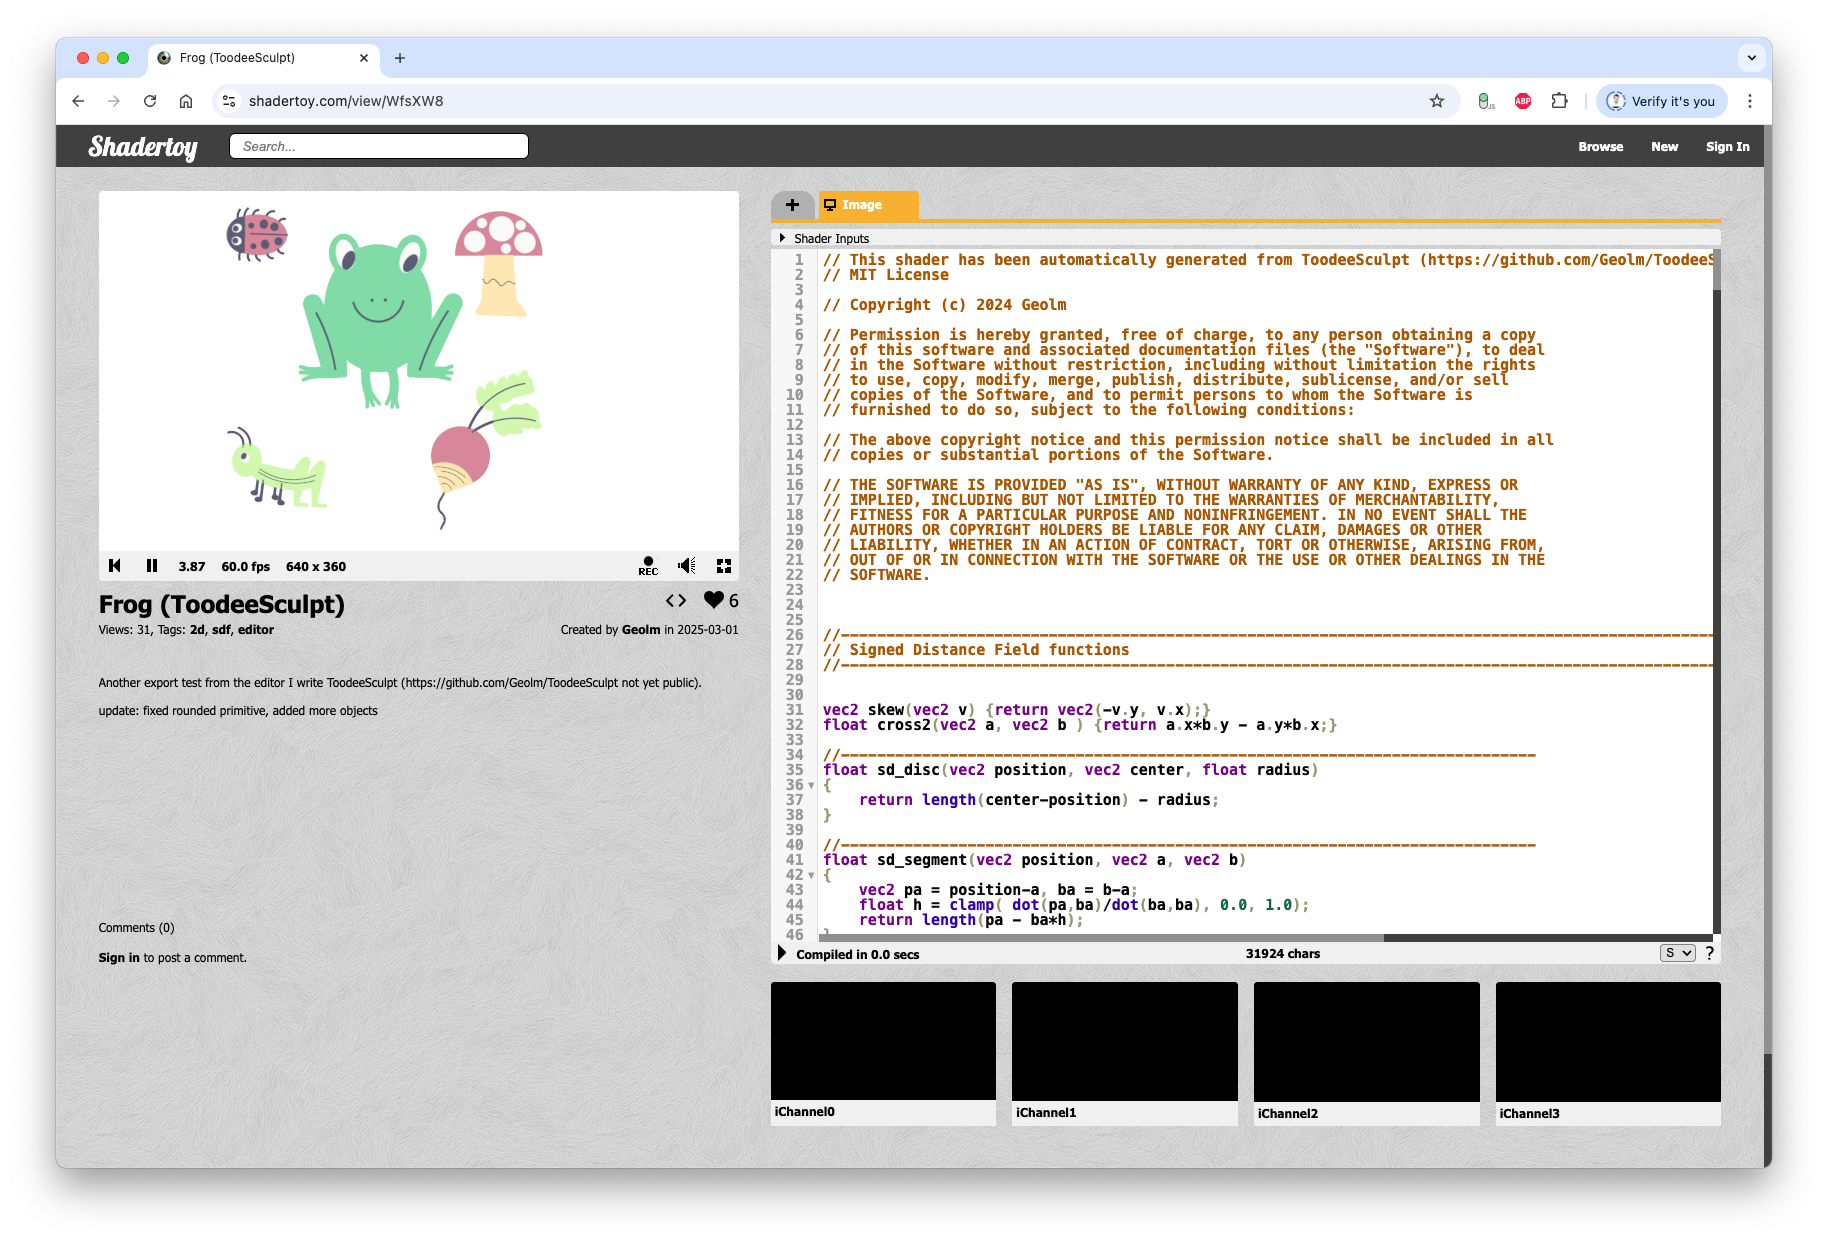 Frog (ToodeeSculpt)
shadertoy.com/view/WfsXW8
JS
ABP
Verify it's you
Shadertoy
Search...
Browse
New
Sign In
3.87
60.0 fps
640 x 360
REC
Frog (ToodeeSculpt)
6
Views: 31, Tags: 2d, sdf, editor
Created by Geolm in 2025-03-01
Another export test from the editor I write ToodeeSculpt (https://github.com/Geolm/ToodeeSculpt not yet public).
update: fixed rounded primitive, added more objects
Comments (0)
Sign in to post a comment.
+
Image
Shader Inputs
1 // This shader has been automatically generated from ToodeeSculpt (https://github.com/Geolm/ToodeeS
2 // MIT License
3
4 // Copyright (c) 2024 Geolm
5
6 // Permission is hereby granted, free of charge, to any person obtaining a copy
7 // of this software and associated documentation files (the "Software"), to deal
8 // in the Software without restriction, including without limitation the rights
9 // to use, copy, modify, merge, publish, distribute, sublicense, and/or sell
10 // copies of the Software, and to permit persons to whom the Software is
11 // furnished to do so, subject to the following conditions:
12
13 // The above copyright notice and this permission notice shall be included in all
14 // copies or substantial portions of the Software.
15
16 // THE SOFTWARE IS PROVIDED "AS IS", WITHOUT WARRANTY OF ANY KIND, EXPRESS OR
17 // IMPLIED, INCLUDING BUT NOT LIMITED TO THE WARRANTIES OF MERCHANTABILITY,
18 // FITNESS FOR A PARTICULAR PURPOSE AND NONINFRINGEMENT. IN NO EVENT SHALL THE
19 // AUTHORS OR COPYRIGHT HOLDERS BE LIABLE FOR ANY CLAIM, DAMAGES OR OTHER
20 // LIABILITY, WHETHER IN AN ACTION OF CONTRACT, TORT OR OTHERWISE, ARISING FROM,
21 // OUT OF OR IN CONNECTION WITH THE SOFTWARE OR THE USE OR OTHER DEALINGS IN THE
22 // SOFTWARE.
23
24
25
26 //-------------------------------------------------------------------------------------------------
27 // Signed Distance Field functions
28 //-------------------------------------------------------------------------------------------------
29
30
31 vec2 skew(vec2 v) {return vec2(-v.y, v.x);}
32 float cross2(vec2 a, vec2 b ) {return a.x*b.y - a.y*b.x;}
33
34 //-----------------------------------------------------------------------------
35 float sd_disc(vec2 position, vec2 center, float radius)
36 {
37     return length(center-position) - radius;
38 }
39
40 //-----------------------------------------------------------------------------
41 float sd_segment(vec2 position, vec2 a, vec2 b)
42 {
43     vec2 pa = position-a, ba = b-a;
44     float h = clamp( dot(pa,ba)/dot(ba,ba), 0.0, 1.0);
45     return length(pa - ba*h);
46 }
Compiled in 0.0 secs
31924 chars
S
?
iChannel0
iChannel1
iChannel2
iChannel3